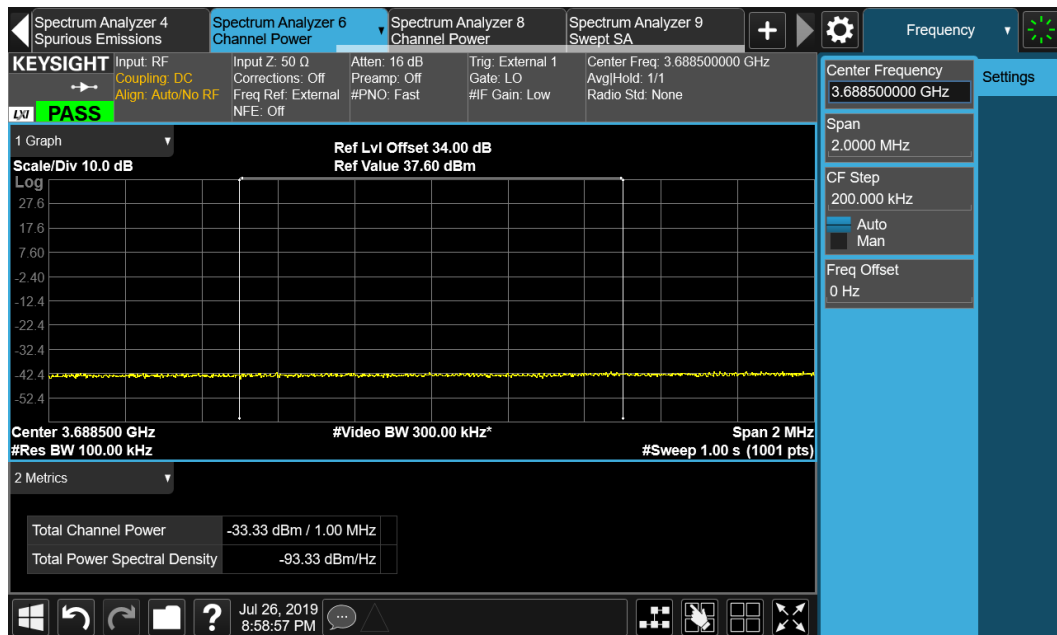 Spectrum Analyzer 4
Spurious Emissions
Spectrum Analyzer 6
Channel Power
Spectrum Analyzer 8
Channel Power
Spectrum Analyzer 9
Swept SA
+
Frequency
KEYSIGHT
LXI
PASS
Input: RF
Coupling: DC
Align: Auto/No RF
Input Z: 50 Ω
Corrections: Off
Freq Ref: External
NFE: Off
Atten: 16 dB
Preamp: Off
#PNO: Fast
Trig: External 1
Gate: LO
#IF Gain: Low
Center Freq: 3.688500000 GHz
Avg|Hold: 1/1
Radio Std: None
Center Frequency
3.688500000 GHz
Settings
Span
2.0000 MHz
CF Step
200.000 kHz
Auto
Man
Freq Offset
0 Hz
1 Graph
Scale/Div 10.0 dB
Ref Lvl Offset 34.00 dB
Ref Value 37.60 dBm
Log
27.6
17.6
7.60
-2.40
-12.4
-22.4
-32.4
-42.4
-52.4
Center 3.688500 GHz
#Video BW 300.00 kHz*
Span 2 MHz
#Res BW 100.00 kHz
#Sweep 1.00 s (1001 pts)
2 Metrics
Total Channel Power -33.33 dBm / 1.00 MHz
Total Power Spectral Density -93.33 dBm/Hz
?
Jul 26, 2019
8:58:57 PM